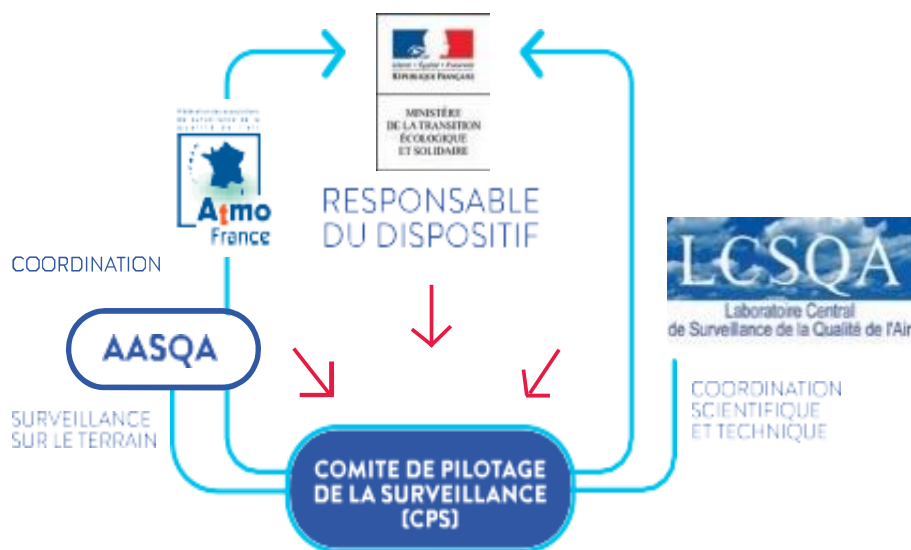 RÉPUBLIQUE FRANÇAISE
MINISTÈRE
DE LA TRANSITION
ÉCOLOGIQUE
ET SOLIDAIRE
Atmo
France
RESPONSABLE
DU DISPOSITIF
COORDINATION
LCSQA
Laboratoire Central
de Surveillance de la Qualité de l'Air
AASQA
SURVEILLANCE
SUR LE TERRAIN
COORDINATION
SCIENTIFIQUE
ET TECHNIQUE
COMITE DE PILOTAGE
DE LA SURVEILLANCE
(CPS)